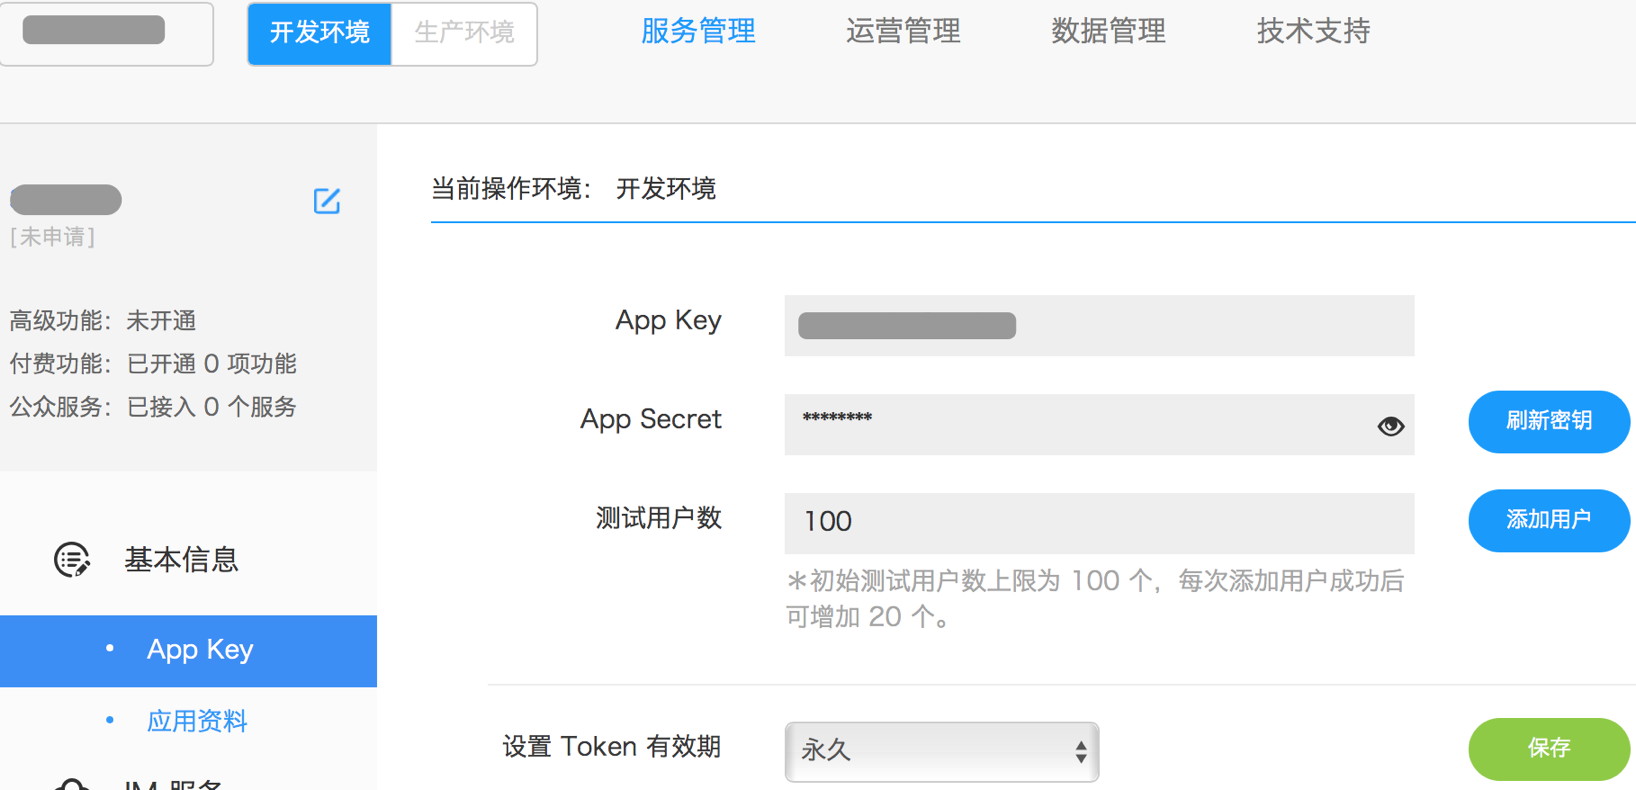 开发环境
生产环境
服务管理
运营管理
数据管理
技术支持
[未申请]
高级功能：未开通
付费功能：已开通 0 项功能
公众服务：已接入 0 个服务
基本信息
• App Key
• 应用资料
IM 服务
当前操作环境： 开发环境
App Key
App Secret
********
刷新密钥
测试用户数
100
添加用户
*初始测试用户数上限为 100 个，每次添加用户成功后
可增加 20 个。
设置 Token 有效期
永久
保存